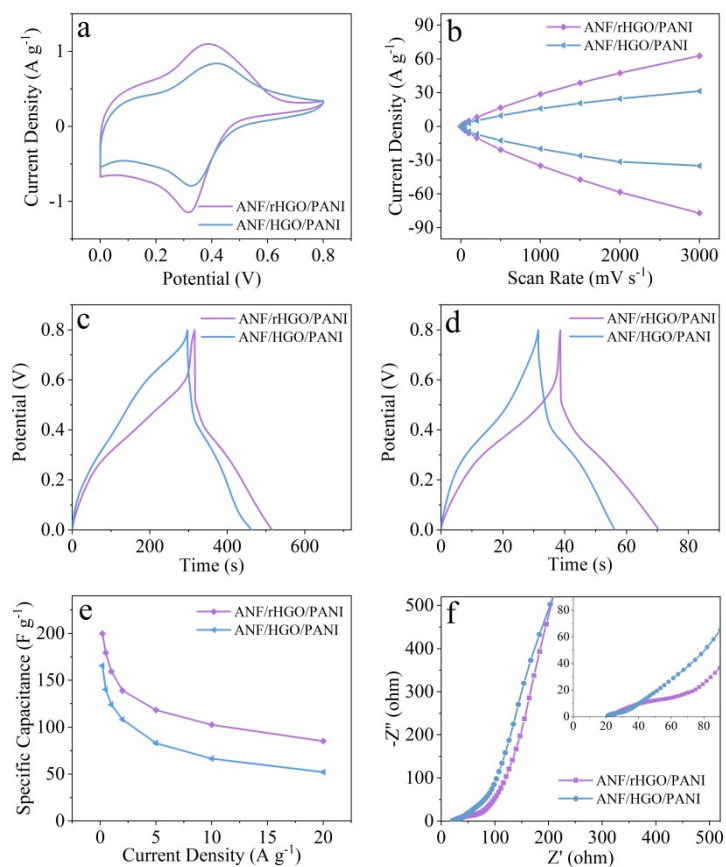 a
ANF/rHGO/PANI
ANF/HGO/PANI
Current Density (A g⁻¹)
1
0
-1
0.0 0.2 0.4 0.6 0.8
Potential (V)
b
ANF/rHGO/PANI
ANF/HGO/PANI
Current Density (A g⁻¹)
90
60
30
0
-30
-60
-90
0 1000 2000 3000
Scan Rate (mV s⁻¹)
c
ANF/rHGO/PANI
ANF/HGO/PANI
Potential (V)
0.8
0.6
0.4
0.2
0.0
0 200 400 600
Time (s)
d
ANF/rHGO/PANI
ANF/HGO/PANI
Potential (V)
0.8
0.6
0.4
0.2
0.0
0 20 40 60 80
Time (s)
e
ANF/rHGO/PANI
ANF/HGO/PANI
Specific Capacitance (F g⁻¹)
200
150
100
50
0
0 5 10 15 20
Current Density (A g⁻¹)
f
-Z'' (ohm)
500
400
300
200
100
0
80
60
40
20
0
0 20 40 60 80
ANF/rHGO/PANI
ANF/HGO/PANI
0 100 200 300 400 500
Z' (ohm)